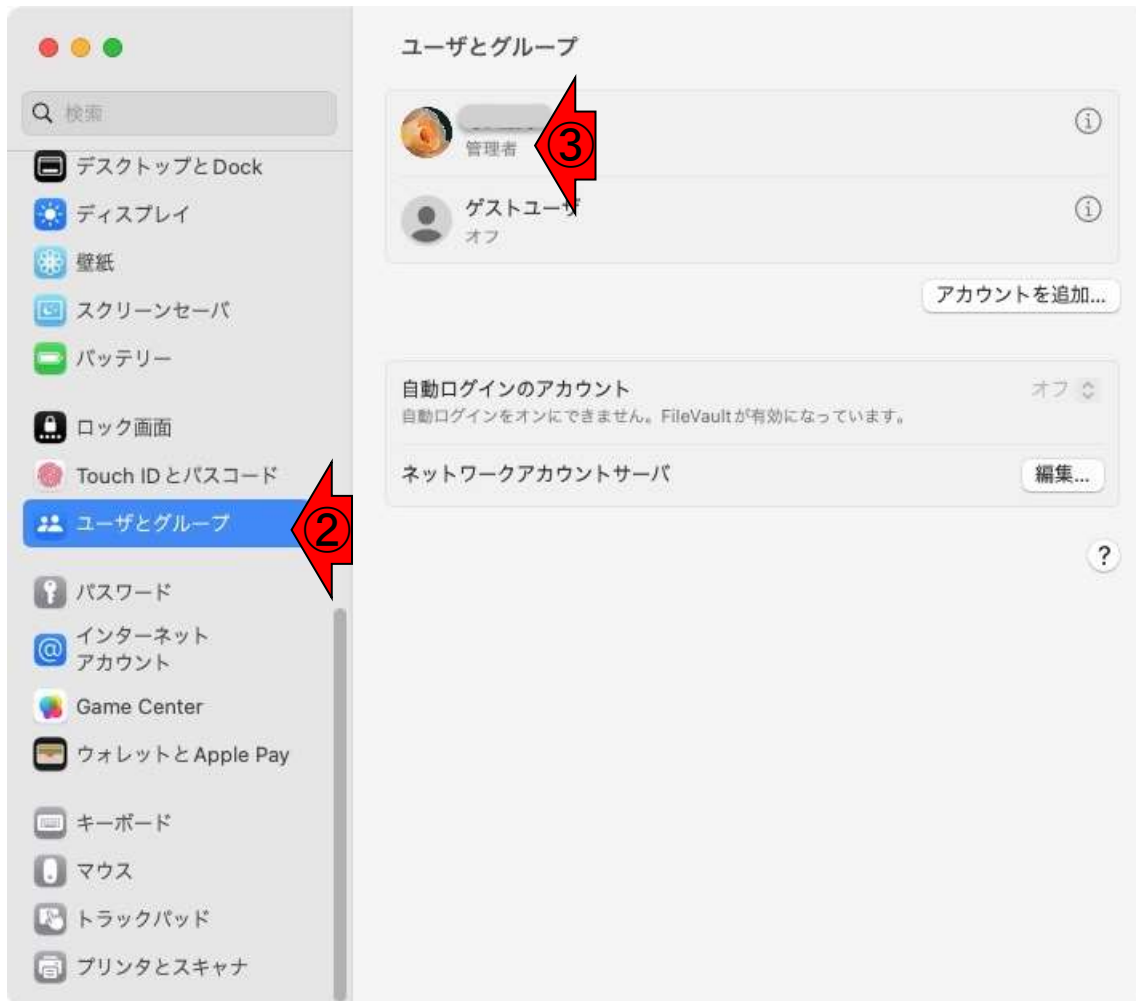 ユーザとグループ
検索
デスクトップとDock
ディスプレイ
壁紙
スクリーンセーバ
バッテリー
ロック画面
Touch IDとパスコード
ユーザとグループ
②
パスワード
インターネット
アカウント
Game Center
ウォレットとApple Pay
キーボード
マウス
トラックパッド
プリンタとスキャナ
管理者
③
ゲストユーザ
オフ
アカウントを追加...
自動ログインのアカウント
オフ
自動ログインをオンにできません。FileVaultが有効になっています。
ネットワークアカウントサーバ
編集...
?